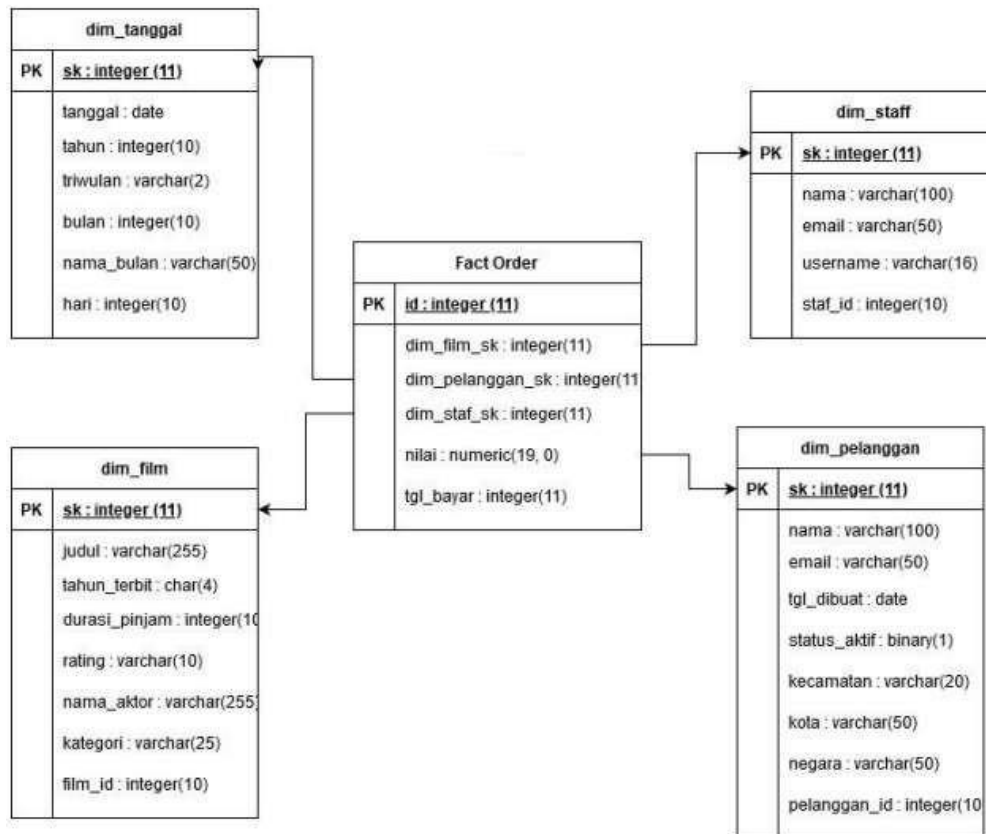 dim_tanggal
PK sk : integer (11)
tanggal : date
tahun : integer(10)
triwulan : varchar(2)
bulan : integer(10)
nama_bulan : varchar(50)
hari : integer(10)
dim_staff
PK sk : integer (11)
nama : varchar(100)
email : varchar(50)
username : varchar(16)
staf_id : integer(10)
Fact Order
PK id : integer (11)
dim_film_sk : integer(11)
dim_pelanggan_sk : integer(11
dim_staf_sk : integer(11)
nilai : numeric(19, 0)
tgl_bayar : integer(11)
dim_film
PK sk : integer (11)
judul : varchar(255)
tahun_terbit : char(4)
durasi_pinjam : integer(10
rating : varchar(10)
nama_aktor : varchar(255)
kategori : varchar(25)
film_id : integer(10)
dim_pelanggan
PK sk : integer (11)
nama : varchar(100)
email : varchar(50)
tgl_dibuat : date
status_aktif : binary(1)
kecamatan : varchar(20)
kota : varchar(50)
negara : varchar(50)
pelanggan_id : integer(10